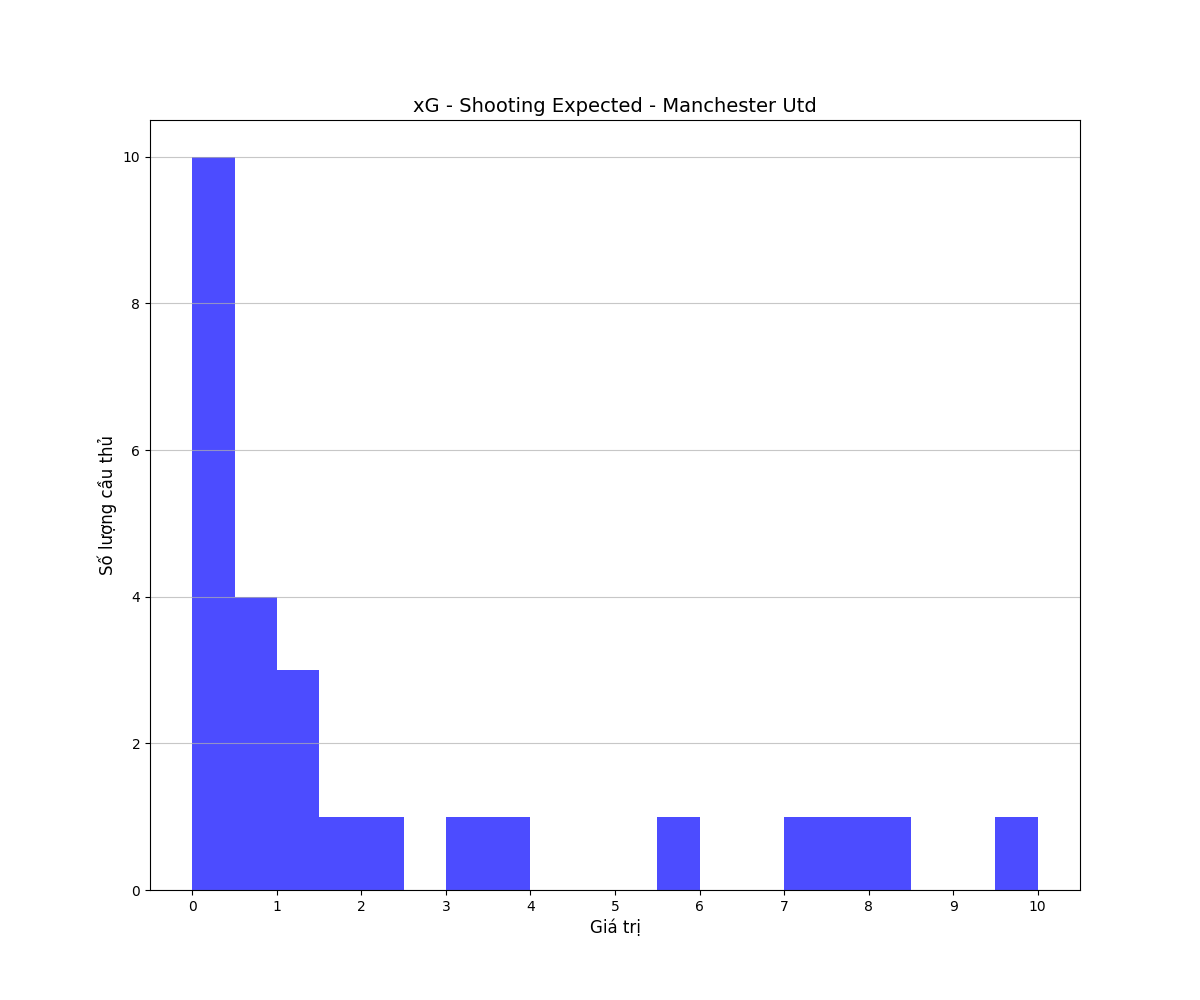 xG - Shooting Expected - Manchester Utd
10
8
6
4
2
0
Số lượng cầu thủ
0 1 2 3 4 5 6 7 8 9 10
Giá trị